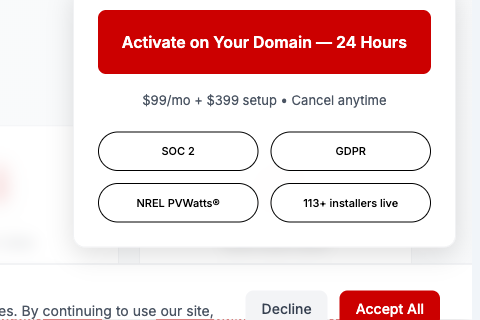 Activate on Your Domain — 24 Hours
$99/mo + $399 setup • Cancel anytime
SOC 2
GDPR
NREL PVWatts®
113+ installers live
es. By continuing to use our site,
Decline
Accept All